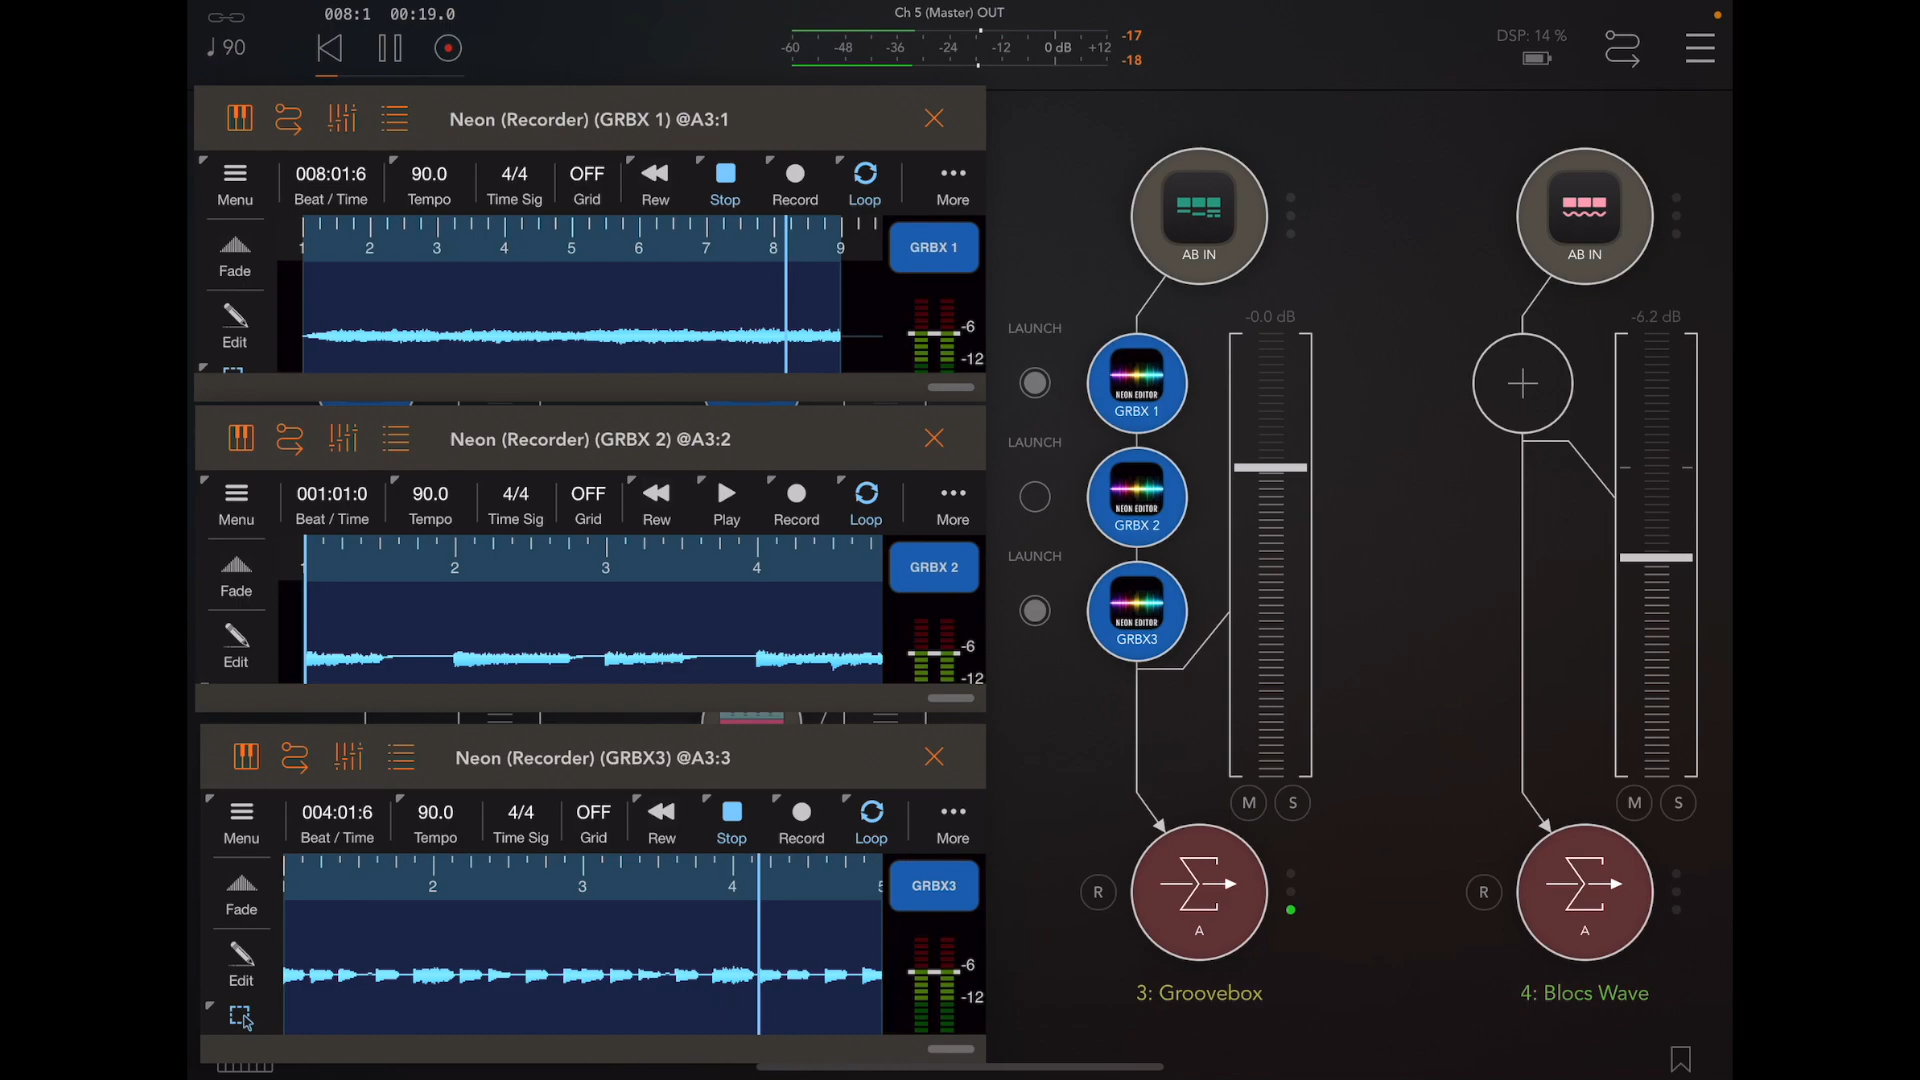 008:1 00:19.0
90
Ch 5 (Master) OUT
-60 -48 -36 -24 -12 0 dB +12
-17
-18
DSP: 14 %
Neon (Recorder) (GRBX 1) @A3:1
Menu
008:01:6
Beat / Time
90.0
Tempo
4/4
Time Sig
OFF
Grid
Rew
Stop
Record
Loop
More
1 2 3 4 5 6 7 8 9
GRBX 1
Fade
Edit
-6
-12
Neon (Recorder) (GRBX 2) @A3:2
Menu
001:01:0
Beat / Time
90.0
Tempo
4/4
Time Sig
OFF
Grid
Rew
Play
Record
Loop
More
2 3 4
GRBX 2
Fade
Edit
-6
-12
Neon (Recorder) (GRBX3) @A3:3
Menu
004:01:6
Beat / Time
90.0
Tempo
4/4
Time Sig
OFF
Grid
Rew
Stop
Record
Loop
More
2 3 4 5
GRBX3
Fade
Edit
-6
-12
AB IN
LAUNCH
NEON EDITOR
GRBX 1
LAUNCH
NEON EDITOR
GRBX 2
LAUNCH
NEON EDITOR
GRBX3
-0.0 dB
M S
R
A
3: Groovebox
AB IN
-6.2 dB
M S
R
A
4: Blocs Wave